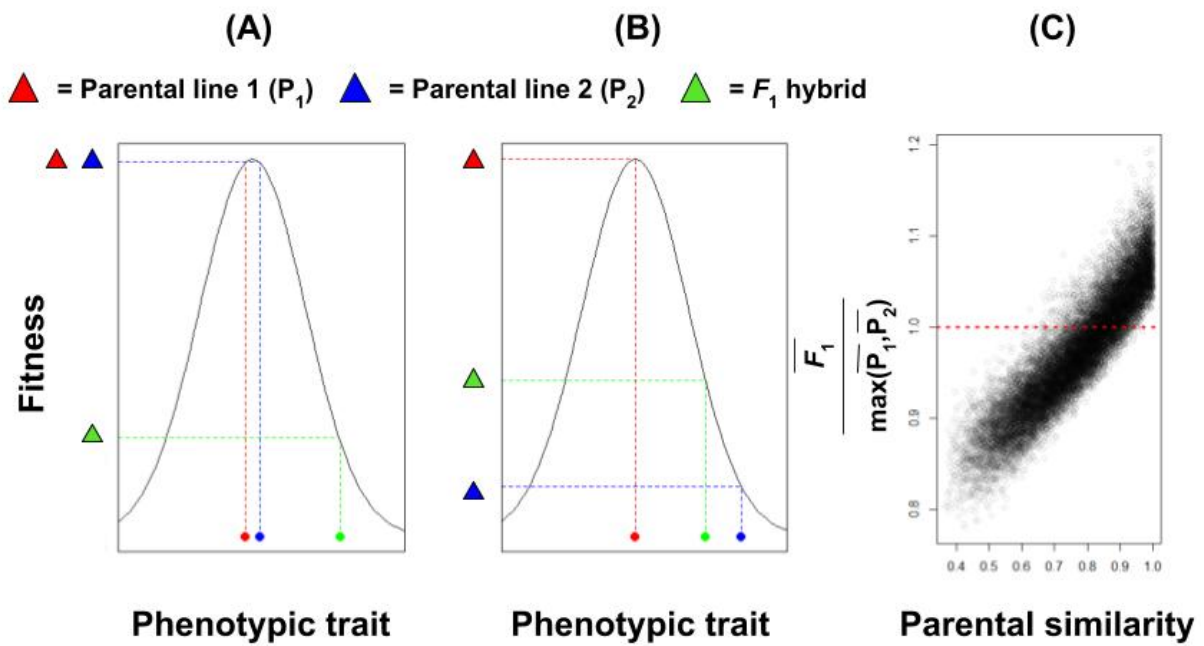 (A) (B) (C)
= Parental line 1 (P1) = Parental line 2 (P2) = F1 hybrid
Fitness
F1
max(P1,P2)
1.2
1.1
1.0
0.9
0.8
0.4 0.5 0.6 0.7 0.8 0.9 1.0
Phenotypic trait Phenotypic trait Parental similarity